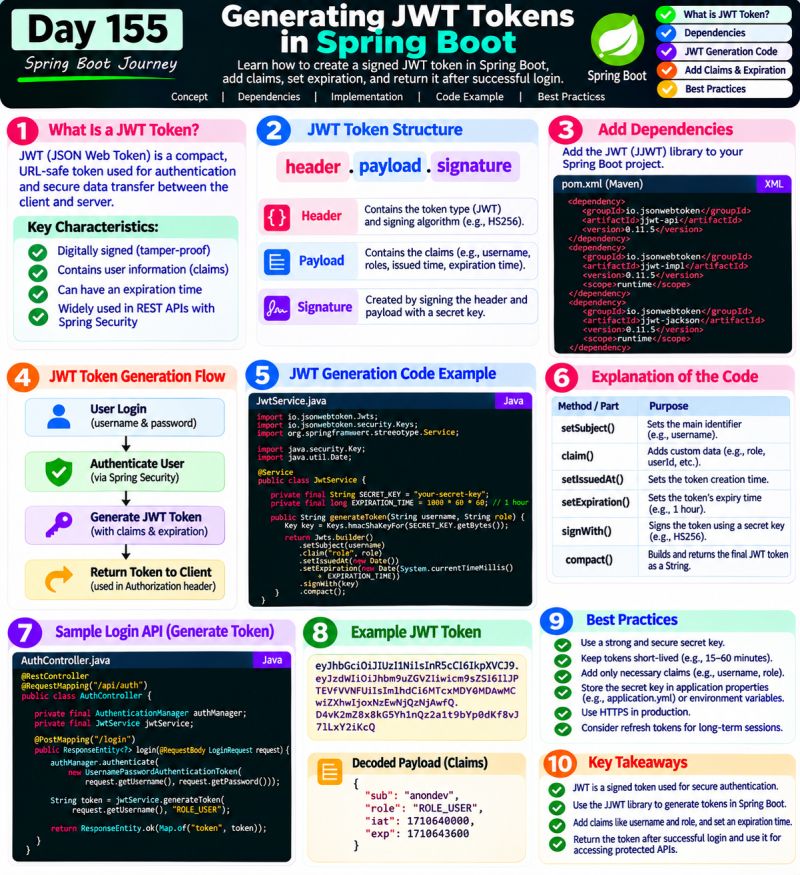 Day 155
Spring Boot Journey
Generating JWT Tokens
in Spring Boot
Learn how to create a signed JWT token in Spring Boot,
add claims, set expiration, and return it after successful login.
Concept | Dependencies | Implementation | Code Example | Best Practices
Spring Boot
What is JWT Token?
Dependencies
JWT Generation Code
Add Claims & Expiration
Best Practices
1 What Is a JWT Token?
JWT (JSON Web Token) is a compact,
URL-safe token used for authentication
and secure data transfer between the
client and server.
Key Characteristics:
Digitally signed (tamper-proof)
Contains user information (claims)
Can have an expiration time
Widely used in REST APIs with
Spring Security
2 JWT Token Structure
header . payload . signature
{ } Header
Contains the token type (JWT)
and signing algorithm (e.g., HS256).
Payload
Contains the claims (e.g., username,
roles, issued time, expiration time).
Signature
Created by signing the header and
payload with a secret key.
3 Add Dependencies
Add the JWT (JJWT) library to your
Spring Boot project.
pom.xml (Maven) XML
<dependency>
<groupId>io.jsonwebtoken</groupId>
<artifactId>jjwt-api</artifactId>
<version>0.11.5</version>
</dependency>
<dependency>
<groupId>io.jsonwebtoken</groupId>
<artifactId>jjwt-impl</artifactId>
<version>0.11.5</version>
<scope>runtime</scope>
</dependency>
<dependency>
<groupId>io.jsonwebtoken</groupId>
<artifactId>jjwt-jackson</artifactId>
<version>0.11.5</version>
<scope>runtime</scope>
</dependency>
4 JWT Token Generation Flow
User Login
(username & password)
Authenticate User
(via Spring Security)
Generate JWT Token
(with claims & expiration)
Return Token to Client
(used in Authorization header)
5 JWT Generation Code Example
JwtService.java Java
import io.jsonwebtoken.Jwts;
import io.jsonwebtoken.security.Keys;
import java.security.Key;
import java.util.Date;
@Service
public class JwtService {
private final String SECRET_KEY = "your-secret-key";
private final long EXPIRATION_TIME = 1000 * 60 * 60; // 1 hour
public String generateToken(String username, String role) {
Key key = Keys.hmacShaKeyFor(SECRET_KEY.getBytes());
return Jwts.builder()
.setSubject(username)
.claim("role", role)
.setIssuedAt(new Date())
.setExpiration(new Date(System.currentTimeMillis()
+ EXPIRATION_TIME))
.signWith(key)
.compact();
}
}
6 Explanation of the Code
Method / Part Purpose
setSubject() Sets the main identifier
(e.g., username).
claim() Adds custom data (e.g., role,
userId, etc.).
setIssuedAt() Sets the token creation time.
setExpiration() Sets the token's expiry time
(e.g., 1 hour).
signWith() Signs the token using a secret key
(e.g., HS256).
compact() Builds and returns the final JWT token
as a String.
7 Sample Login API (Generate Token)
AuthController.java Java
@RestController
@RequestMapping("/api/auth")
public class AuthController {
private final AuthenticationManager authManager;
private final JwtService jwtService;
@PostMapping("/login")
public ResponseEntity<?> login(@RequestBody LoginRequest request) {
authManager.authenticate(
new UsernamePasswordAuthenticationToken(
request.getUsername(), request.getPassword()));
String token = jwtService.generateToken(
request.getUsername(), "ROLE_USER");
return ResponseEntity.ok(Map.of("token", token));
}
}
8 Example JWT Token
Decoded Payload (Claims)
{
"sub": "anondev",
"role": "ROLE_USER",
"iat": 1710640000,
"exp": 1710643600
}
9 Best Practices
Use a strong and secure secret key.
Keep tokens short-lived (e.g., 15–60 minutes).
Add only necessary claims (e.g., username, role).
Store the secret key in application properties
(e.g., application.yml) or environment variables.
Use HTTPS in production.
Consider refresh tokens for long-term sessions.
10 Key Takeaways
JWT is a signed token used for secure authentication.
Use the JJWT library to generate tokens in Spring Boot.
Add claims like username and role, and set an expiration time.
Return the token after successful login and use it for
accessing protected APIs.